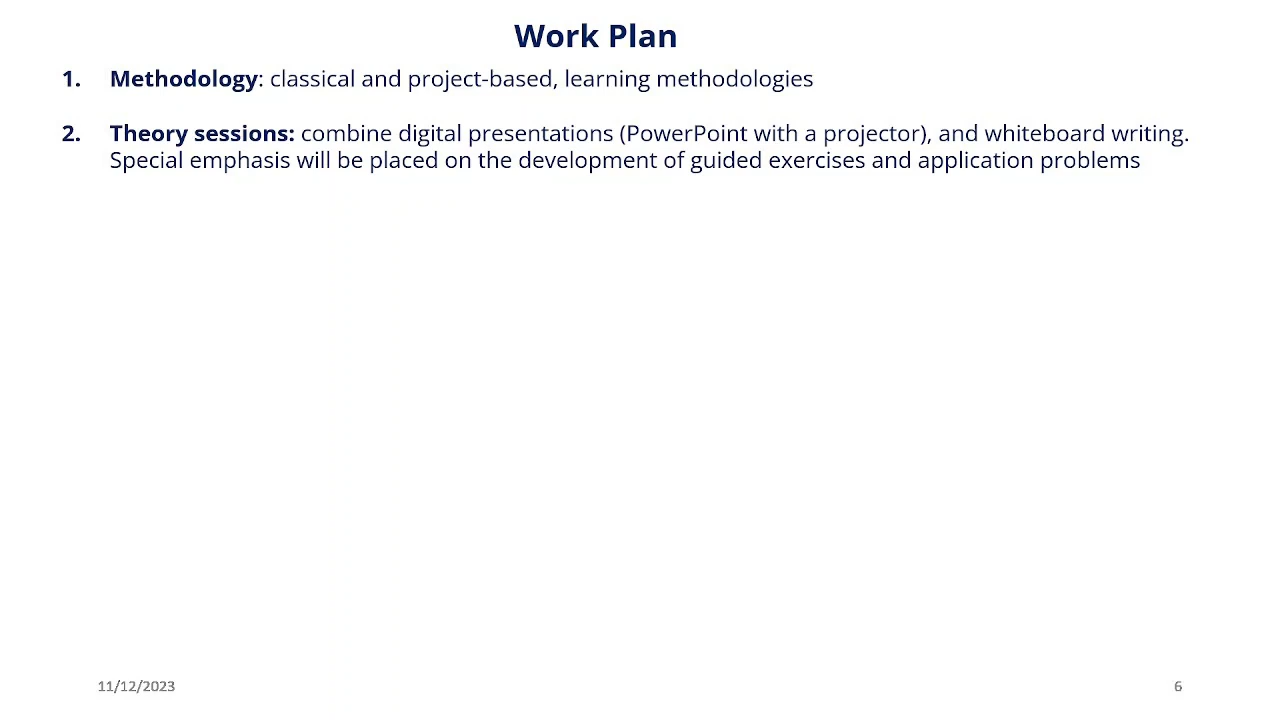 Work Plan
1. Methodology: classical and project-based, learning methodologies
2. Theory sessions: combine digital presentations (PowerPoint with a projector), and whiteboard writing.
Special emphasis will be placed on the development of guided exercises and application problems
11/12/2023
6